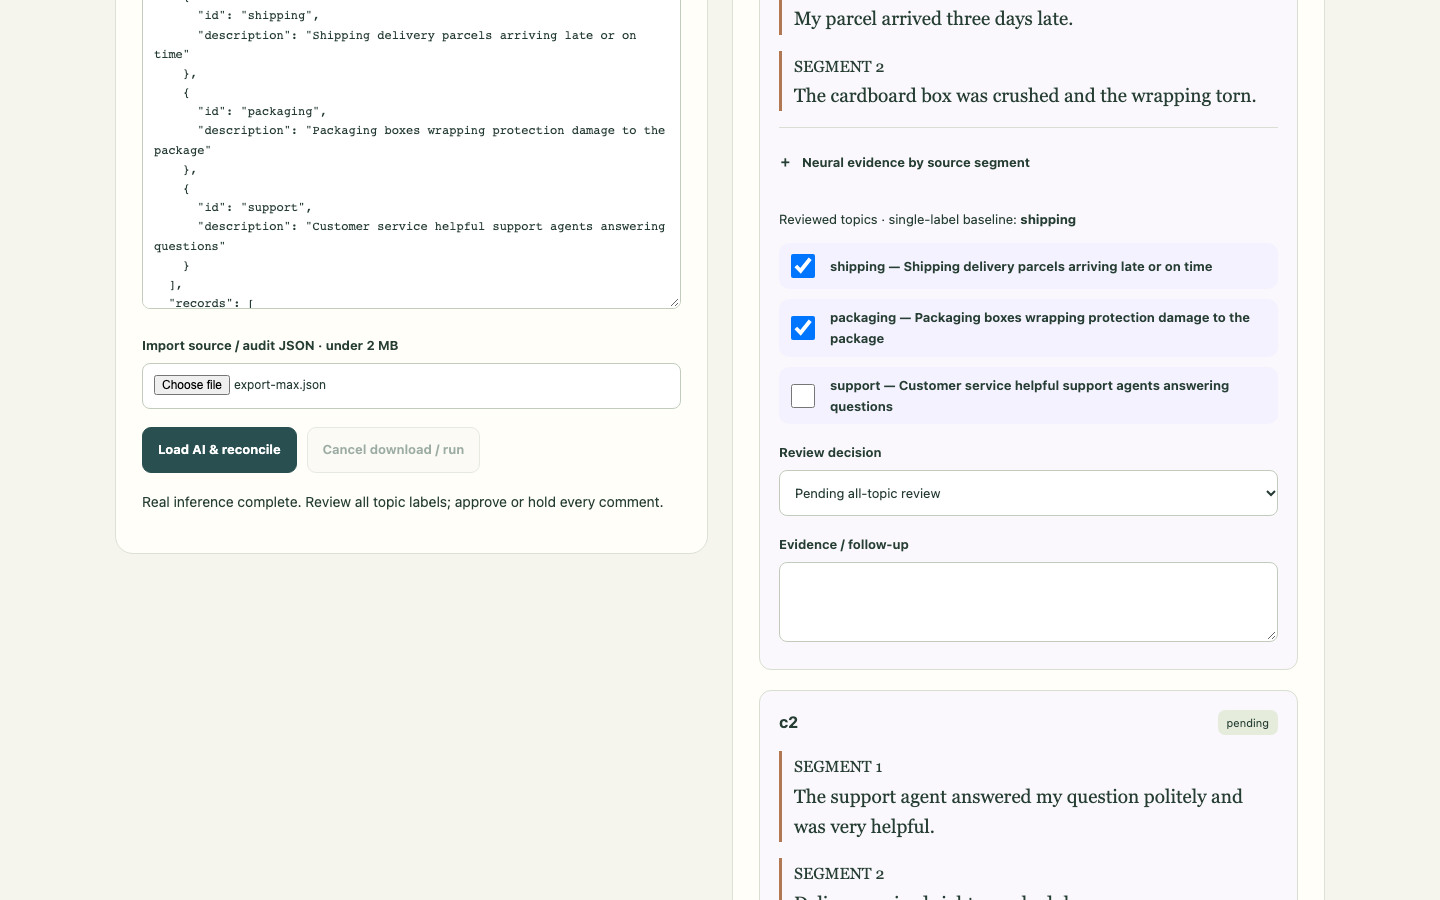 {
"id": "shipping",
"description": "Shipping delivery parcels arriving late or on
time"
},
{
"id": "packaging",
"description": "Packaging boxes wrapping protection damage to the
package"
},
{
"id": "support",
"description": "Customer service helpful support agents answering
questions"
}
],
"records": [
Import source / audit JSON · under 2 MB
Choose file export-max.json
Load AI & reconcile
Cancel download / run
Real inference complete. Review all topic labels; approve or hold every comment.
My parcel arrived three days late.
SEGMENT 2
The cardboard box was crushed and the wrapping torn.
+ Neural evidence by source segment
Reviewed topics · single-label baseline: shipping
shipping — Shipping delivery parcels arriving late or on time
packaging — Packaging boxes wrapping protection damage to the
package
support — Customer service helpful support agents answering
questions
Review decision
Pending all-topic review
Evidence / follow-up
c2
pending
SEGMENT 1
The support agent answered my question politely and
was very helpful.
SEGMENT 2